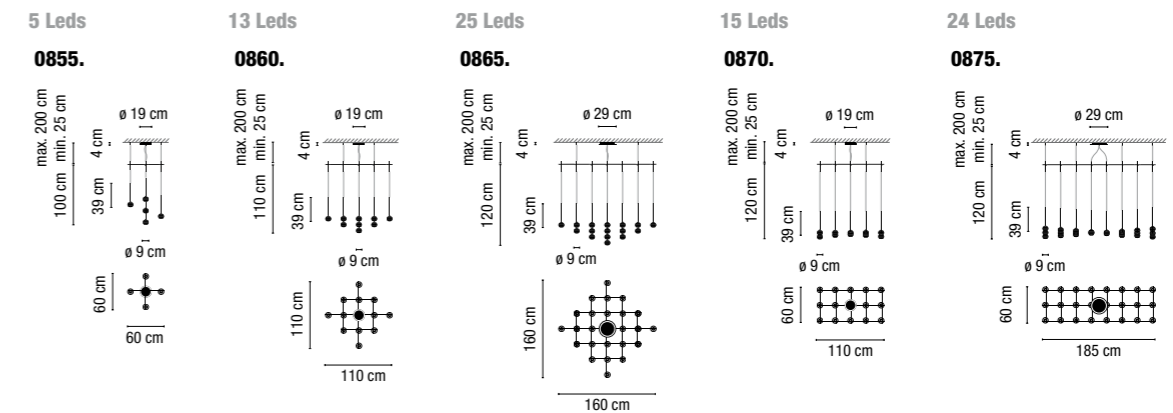 5 Leds
0855.
max. 200 cm
min. 25 cm
4 cm
ø 19 cm
100 cm
39 cm
ø 9 cm
60 cm
60 cm
13 Leds
0860.
max. 200 cm
min. 25 cm
4 cm
ø 19 cm
110 cm
39 cm
ø 9 cm
110 cm
110 cm
25 Leds
0865.
max. 200 cm
min. 25 cm
4 cm
ø 29 cm
120 cm
39 cm
ø 9 cm
160 cm
160 cm
15 Leds
0870.
max. 200 cm
min. 25 cm
4 cm
ø 19 cm
120 cm
39 cm
ø 9 cm
60 cm
110 cm
24 Leds
0875.
max. 200 cm
min. 25 cm
4 cm
ø 29 cm
120 cm
39 cm
ø 9 cm
60 cm
185 cm